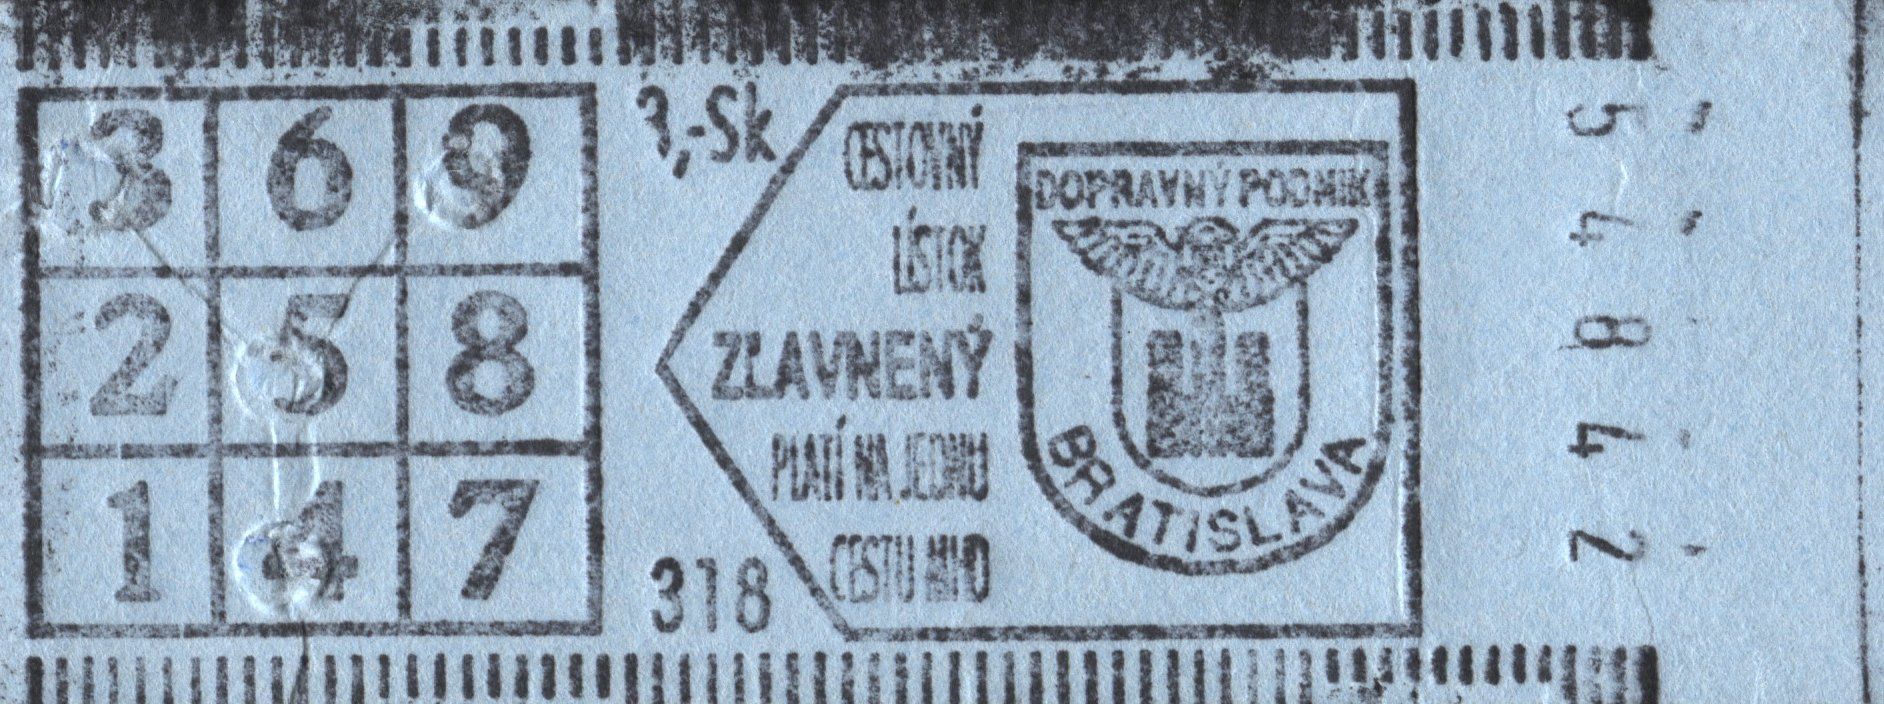 3 6 9
2 5 8
1 4 7
3,-Sk
318
CESTOVNÝ
LÍSTOK
ZĽAVNENÝ
PLATÍ NA JEDNU
CESTU MHD
DOPRAVNÝ PODNIK
BRATISLAVA
54842